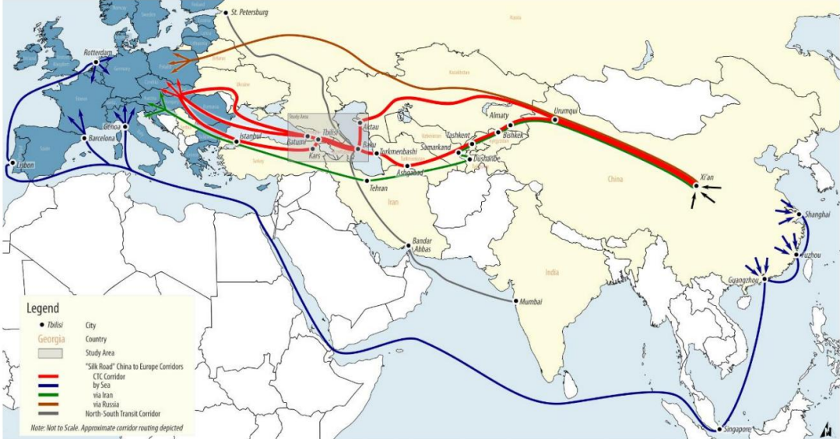 St. Petersburg
Russia
Rotterdam
Kazakhstan
Study Area
Aktau
Almaty
Urumqi
Genoa
Tbilisi
Batumi
Tashkent
Bishkek
Barcelona
Istanbul
Baku
Samarkand
Kars
Turkmenbashi
Lisbon
Ashgabad
Dushanbe
Tehran
China
Xi'an
Iran
Shanghai
Bandar
Abbas
Fuzhou
India
Guangzhou
Mumbai
Singapore
Legend
Tbilisi City
Georgia Country
Study Area
"Silk Road" China to Europe Corridors
CTC Corridor
by Sea
via Iran
via Russia
North-South Transit Corridor
Note: Not to Scale. Approximate corridor routing depicted